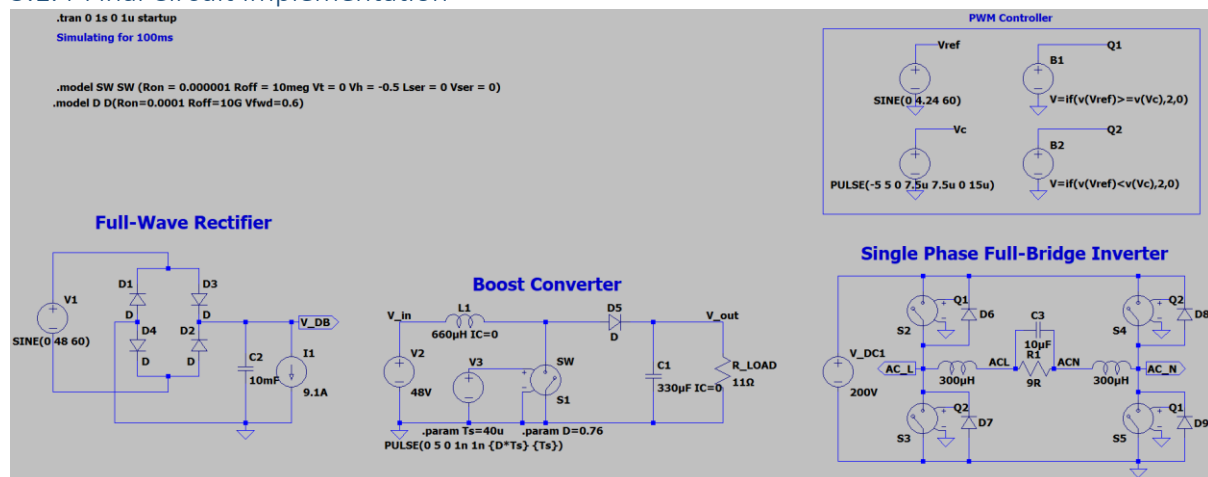 .tran 0 1s 0 1u startup
Simulating for 100ms
.model SW SW (Ron = 0.000001 Roff = 10meg Vt = 0 Vh = -0.5 Lser = 0 Vser = 0)
.model D D(Ron=0.0001 Roff=10G Vfwd=0.6)
PWM Controller
Vref
SINE(0 4.24 60)
Q1
B1
V=if(v(Vref)>=v(Vc),2,0)
Vc
PULSE(-5 5 0 7.5u 7.5u 0 15u)
Q2
B2
V=if(v(Vref)<v(Vc),2,0)
Full-Wave Rectifier
V1
SINE(0 48 60)
D1
D
D3
D
D4
D
D2
D
V_DB
C2
10mF
I1
9.1A
Boost Converter
V_in
L1
660µH IC=0
D5
D
V_out
V2
48V
V3
SW
S1
C1
330µF IC=0
R_LOAD
11Ω
.param Ts=40u
.param D=0.76
PULSE(0 5 0 1n 1n {D*Ts} {Ts})
Single Phase Full-Bridge Inverter
V_DC1
200V
S2
Q1
D6
C3
10µF
R1
9R
S4
Q2
D8
AC_L
300µH
ACL
ACN
300µH
AC_N
S3
Q2
D7
S5
Q1
D9